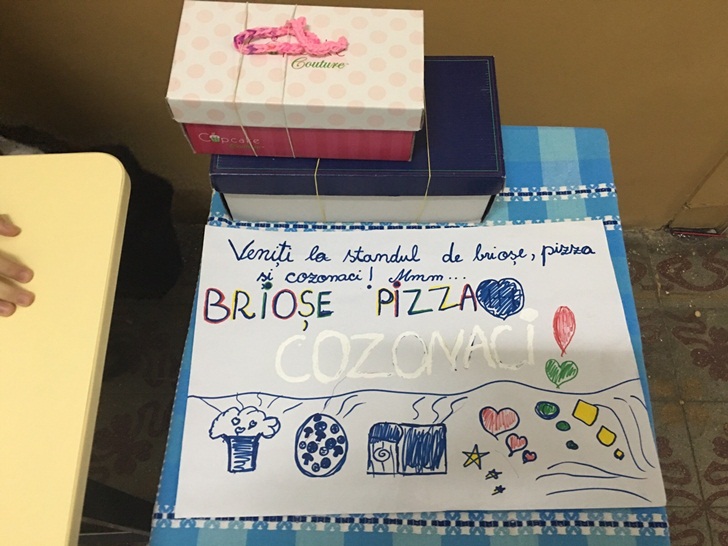 Couture
Cupcake
Veniți la standul de brioșe, pizza
și cozonaci! Mmm...
BRIOȘE PIZZA
COZONACI!